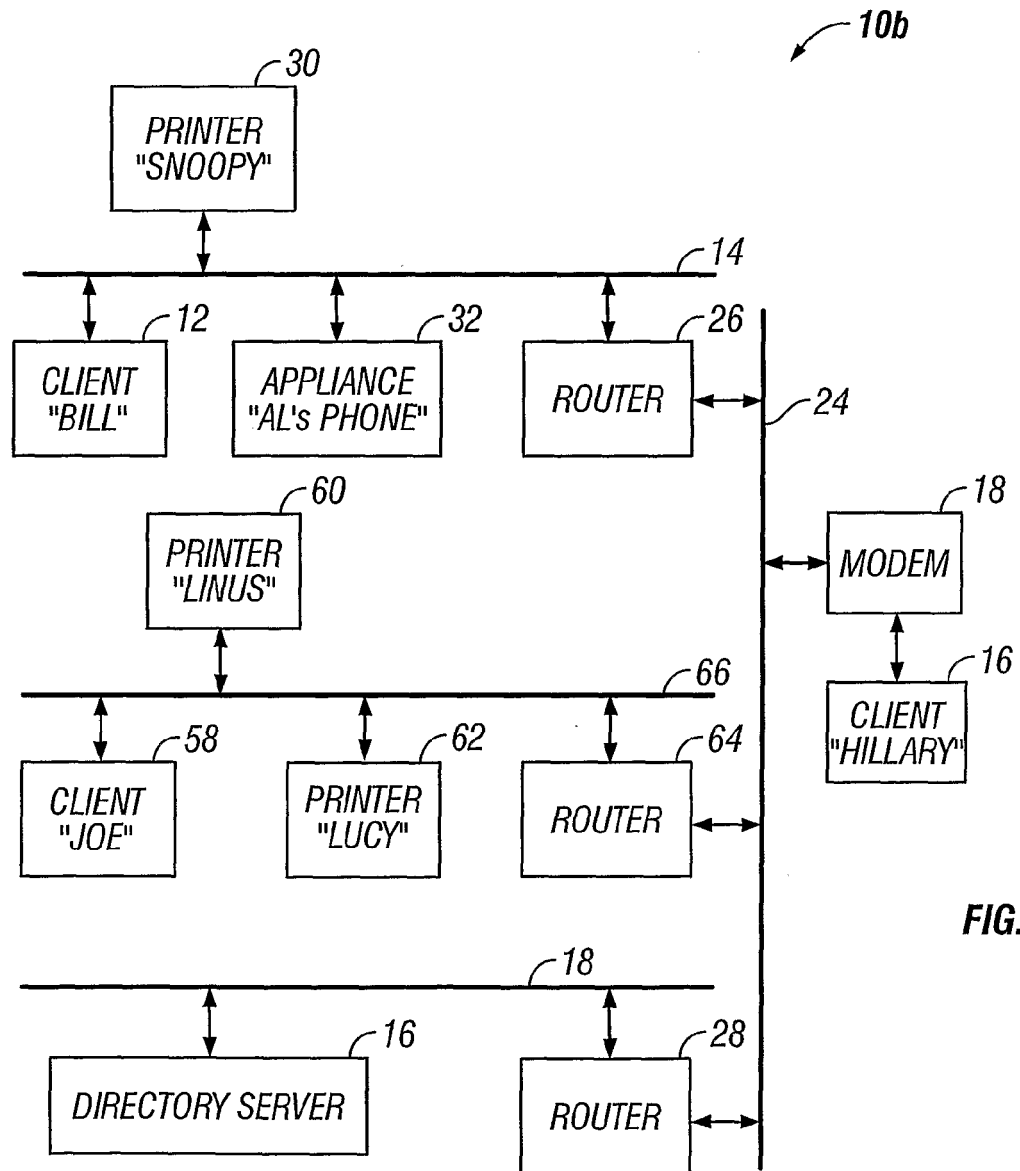 10b
30
PRINTER
"SNOOPY"
14
12
32
26
CLIENT
"BILL"
APPLIANCE
"AL's PHONE"
ROUTER
24
60
18
PRINTER
"LINUS"
MODEM
66
16
58
62
64
CLIENT
"HILLARY"
CLIENT
"JOE"
PRINTER
"LUCY"
ROUTER
FIG.
18
16
28
DIRECTORY SERVER
ROUTER